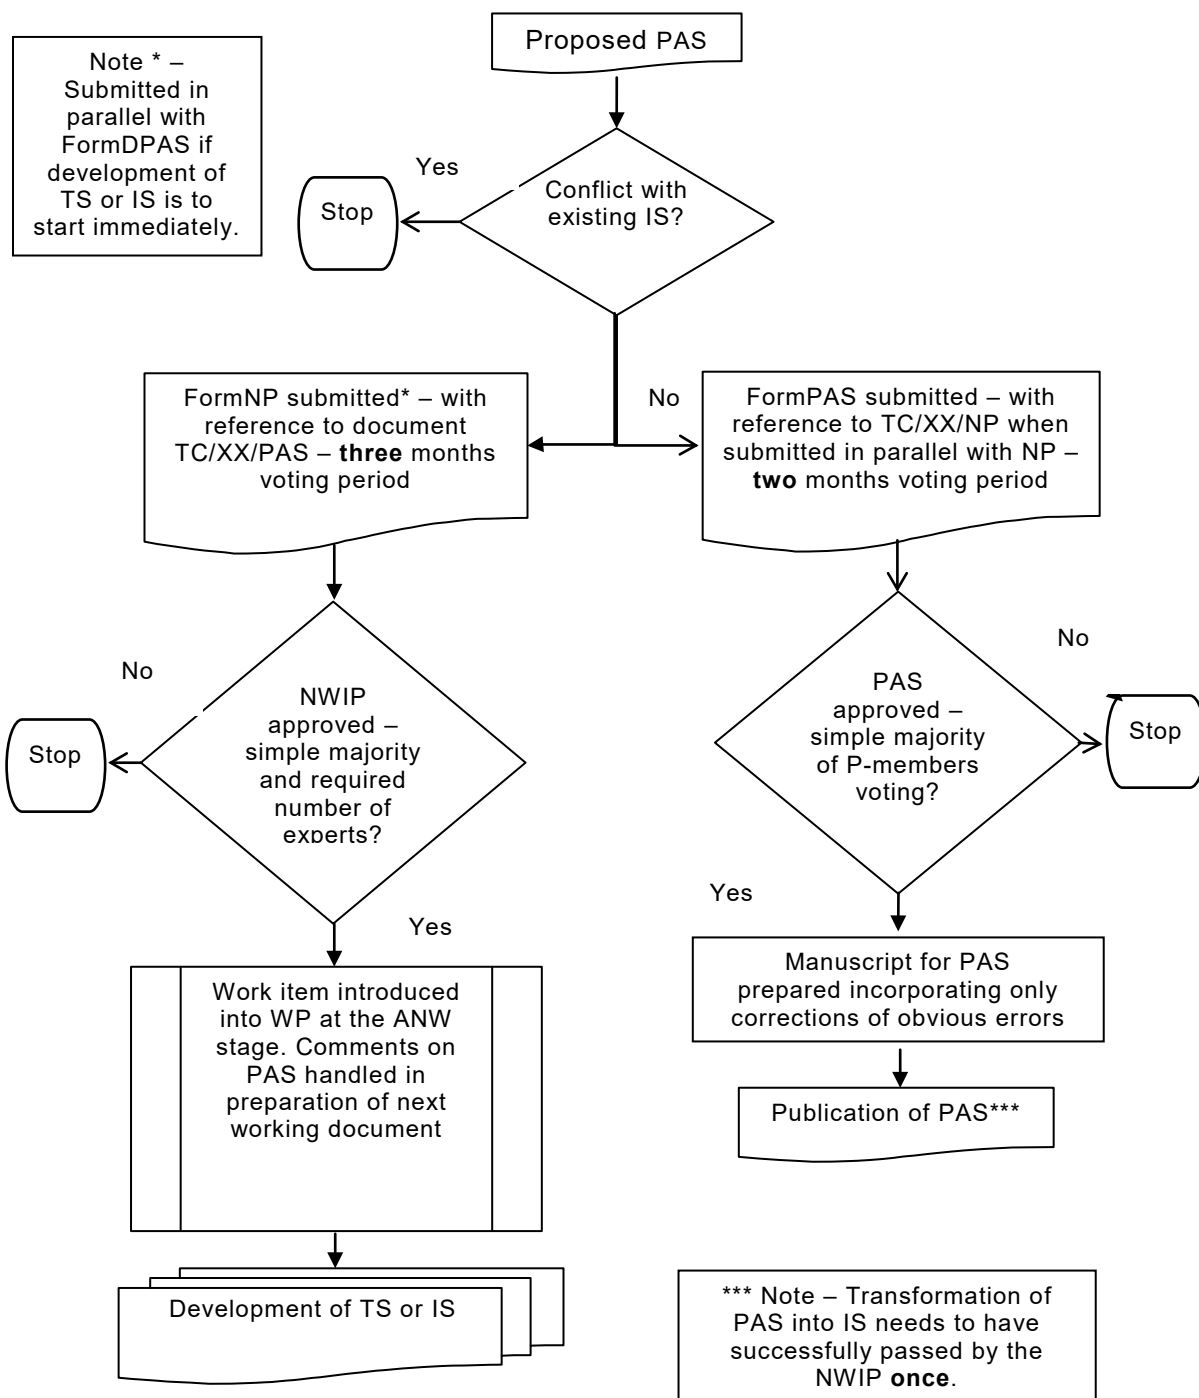 Proposed PAS
Note * –
Submitted in
parallel with
FormDPAS if
development of
TS or IS is to
start immediately.
Yes
Stop
Conflict with
existing IS?
FormNP submitted* – with
reference to document
TC/XX/PAS – three months
voting period
No
FormPAS submitted – with
reference to TC/XX/NP when
submitted in parallel with NP –
two months voting period
No
Stop
NWIP
approved –
simple majority
and required
number of
experts?
PAS
approved –
simple majority
of P-members
voting?
No
Stop
Yes
Yes
Work item introduced
into WP at the ANW
stage. Comments on
PAS handled in
preparation of next
working document
Manuscript for PAS
prepared incorporating only
corrections of obvious errors
Publication of PAS***
Development of TS or IS
*** Note – Transformation of
PAS into IS needs to have
successfully passed by the
NWIP once.